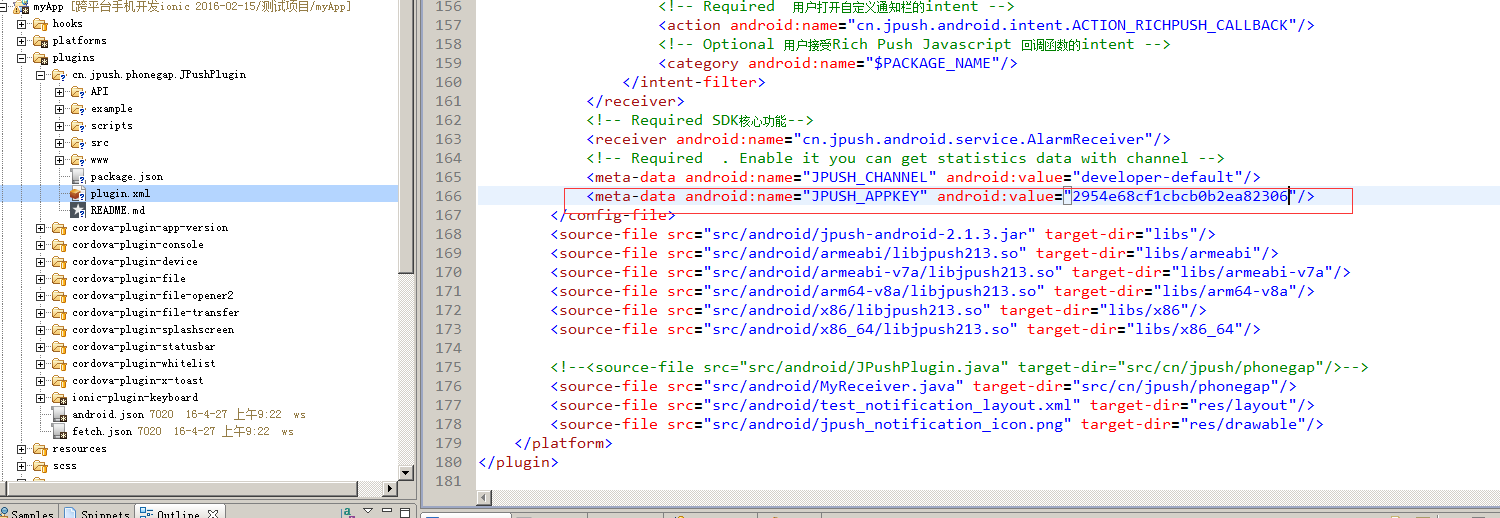 myApp [跨平台手机开发ionic 2016-02-15/测试项目/myApp]
hooks
platforms
plugins
cn.jpush.phonegap.JPushPlugin
API
example
scripts
src
www
package.json
plugin.xml
README.md
cordova-plugin-app-version
cordova-plugin-console
cordova-plugin-device
cordova-plugin-file
cordova-plugin-file-opener2
cordova-plugin-file-transfer
cordova-plugin-splashscreen
cordova-plugin-statusbar
cordova-plugin-whitelist
cordova-plugin-x-toast
ionic-plugin-keyboard
android.json 7020 16-4-27 上午9:22 ws
fetch.json 7020 16-4-27 上午9:22 ws
resources
scss
Samples Snippets Outline
156 <!-- Required 用户打开自定义通知栏的intent -->
157 <action android:name="cn.jpush.android.intent.ACTION_RICHPUSH_CALLBACK"/>
158 <!-- Optional 用户接受Rich Push Javascript 回调函数的intent -->
159 <category android:name="$PACKAGE_NAME"/>
160 </intent-filter>
161 </receiver>
162 <!-- Required SDK核心功能-->
163 <receiver android:name="cn.jpush.android.service.AlarmReceiver"/>
164 <!-- Required . Enable it you can get statistics data with channel -->
165 <meta-data android:name="JPUSH_CHANNEL" android:value="developer-default"/>
166 <meta-data android:name="JPUSH_APPKEY" android:value="2954e68cf1cbcb0b2ea82306"/>
167 </config-file>
168 <source-file src="src/android/jpush-android-2.1.3.jar" target-dir="libs"/>
169 <source-file src="src/android/armeabi/libjpush213.so" target-dir="libs/armeabi"/>
170 <source-file src="src/android/armeabi-v7a/libjpush213.so" target-dir="libs/armeabi-v7a"/>
171 <source-file src="src/android/arm64-v8a/libjpush213.so" target-dir="libs/arm64-v8a"/>
172 <source-file src="src/android/x86/libjpush213.so" target-dir="libs/x86"/>
173 <source-file src="src/android/x86_64/libjpush213.so" target-dir="libs/x86_64"/>
174
175 <!--<source-file src="src/android/JPushPlugin.java" target-dir="src/cn/jpush/phonegap"/>-->
176 <source-file src="src/android/MyReceiver.java" target-dir="src/cn/jpush/phonegap"/>
177 <source-file src="src/android/test_notification_layout.xml" target-dir="res/layout"/>
178 <source-file src="src/android/jpush_notification_icon.png" target-dir="res/drawable"/>
179 </platform>
180 </plugin>
181